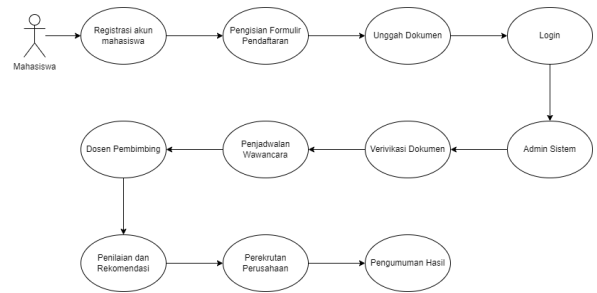 Registrasi akun
mahasiswa
Pengisian Formulir
Pendaftaran
Unggah Dokumen
Login
Mahasiswa
Dosen Pembimbing
Penjadwalan
Wawancara
Verivikasi Dokumen
Admin Sistem
Penilaian dan
Rekomendasi
Perekrutan
Perusahaan
Pengumuman Hasil